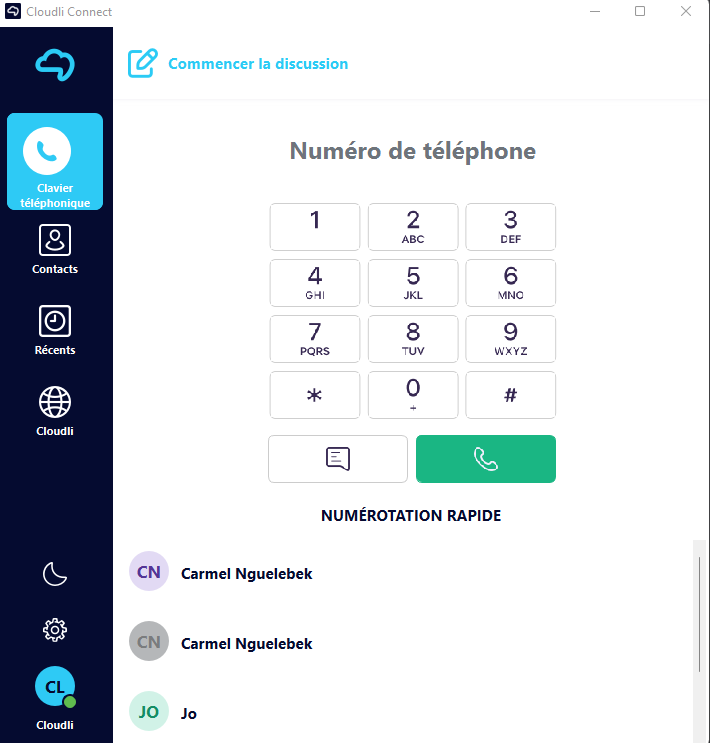 Cloudli Connect
Commencer la discussion
Clavier
téléphonique
Contacts
Récents
Cloudli
Numéro de téléphone
1
2
ABC
3
DEF
4
GHI
5
JKL
6
MNO
7
PQRS
8
TUV
9
WXYZ
*
0
+
#
NUMÉROTATION RAPIDE
CN
Carmel Nguelebek
CN
Carmel Nguelebek
JO
Jo
CL
Cloudli